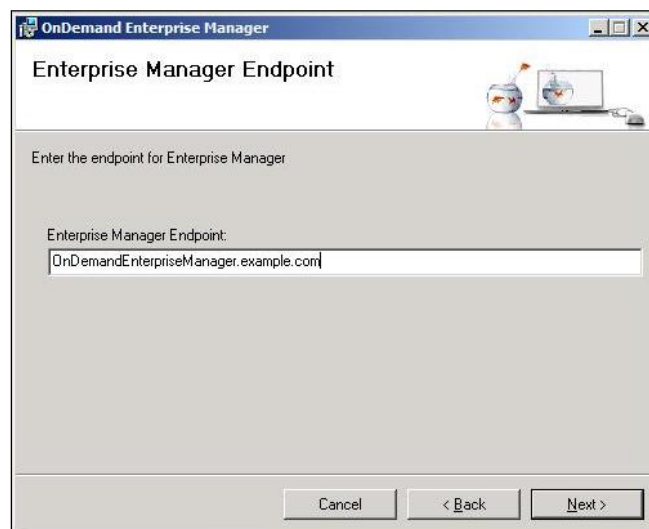 OnDemand Enterprise Manager
Enterprise Manager Endpoint
Enter the endpoint for Enterprise Manager
Enterprise Manager Endpoint:
OnDemandEnterpriseManager.example.com
Cancel
< Back
Next >